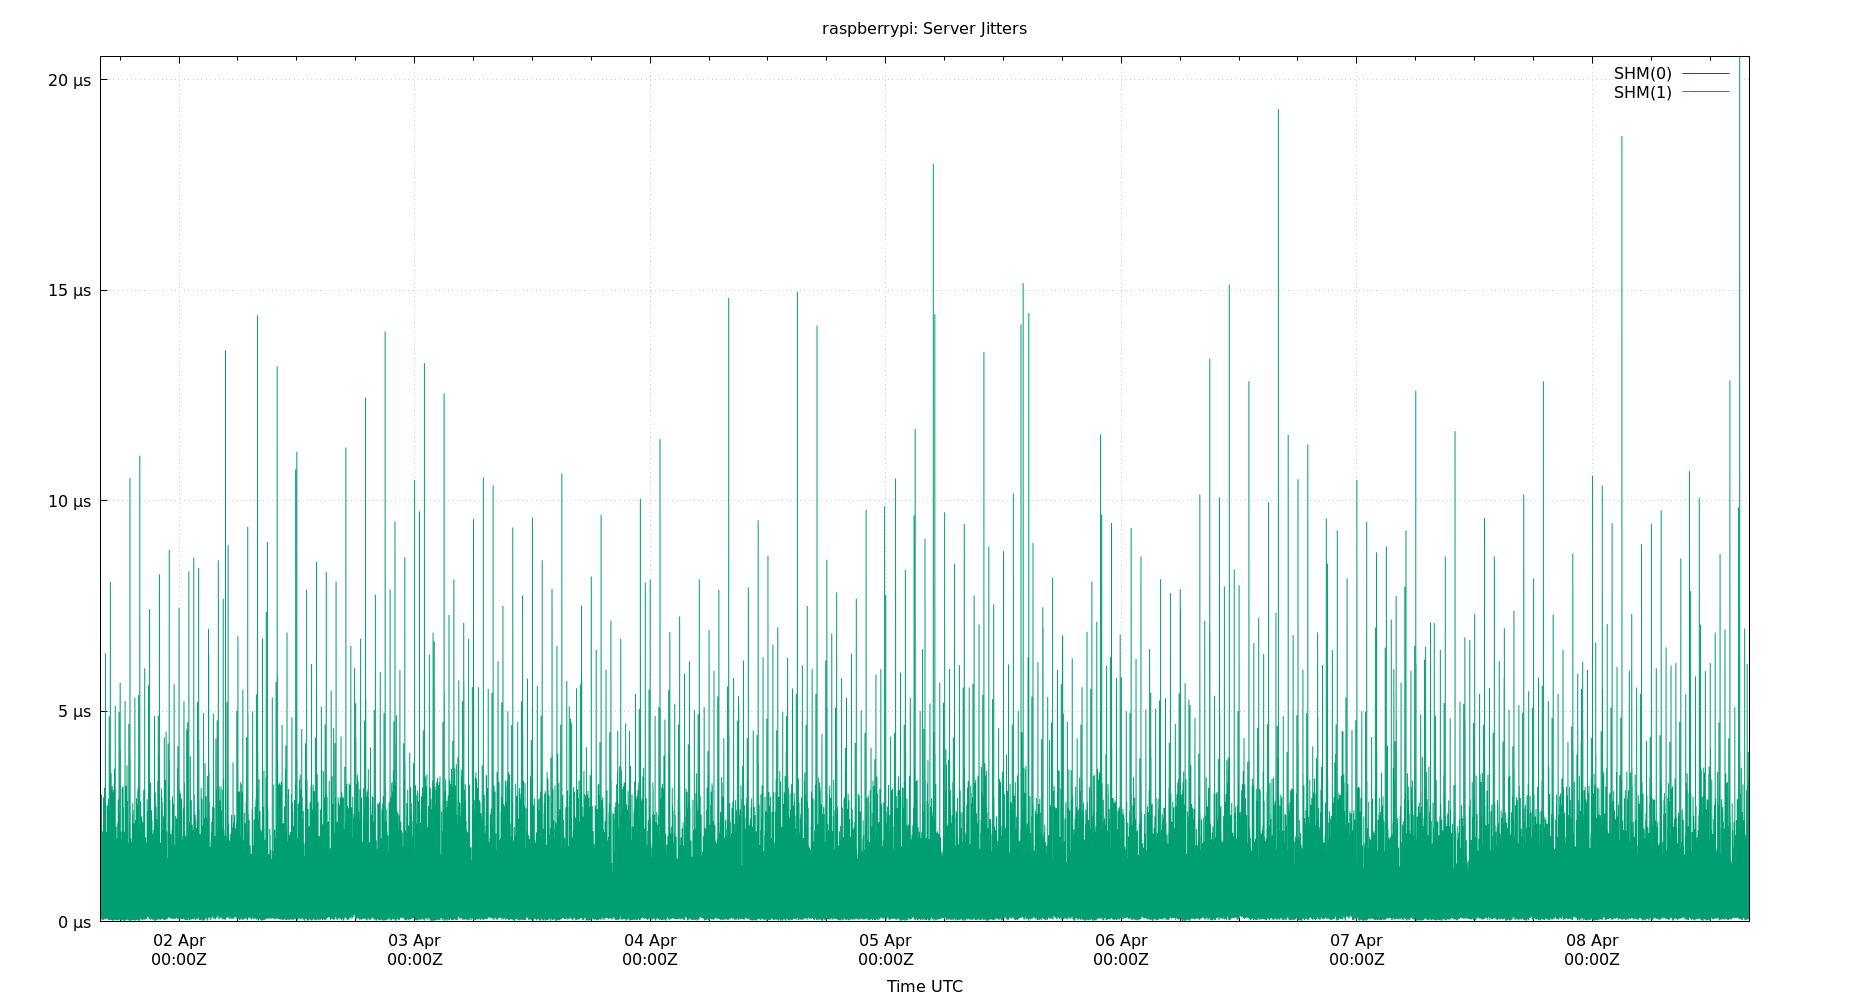 raspberrypi: Server Jitters
SHM(0)
SHM(1)
20 µs
15 µs
10 µs
5 µs
0 µs
02 Apr 03 Apr 04 Apr 05 Apr 06 Apr 07 Apr 08 Apr
00:00Z 00:00Z 00:00Z 00:00Z 00:00Z 00:00Z 00:00Z
Time UTC